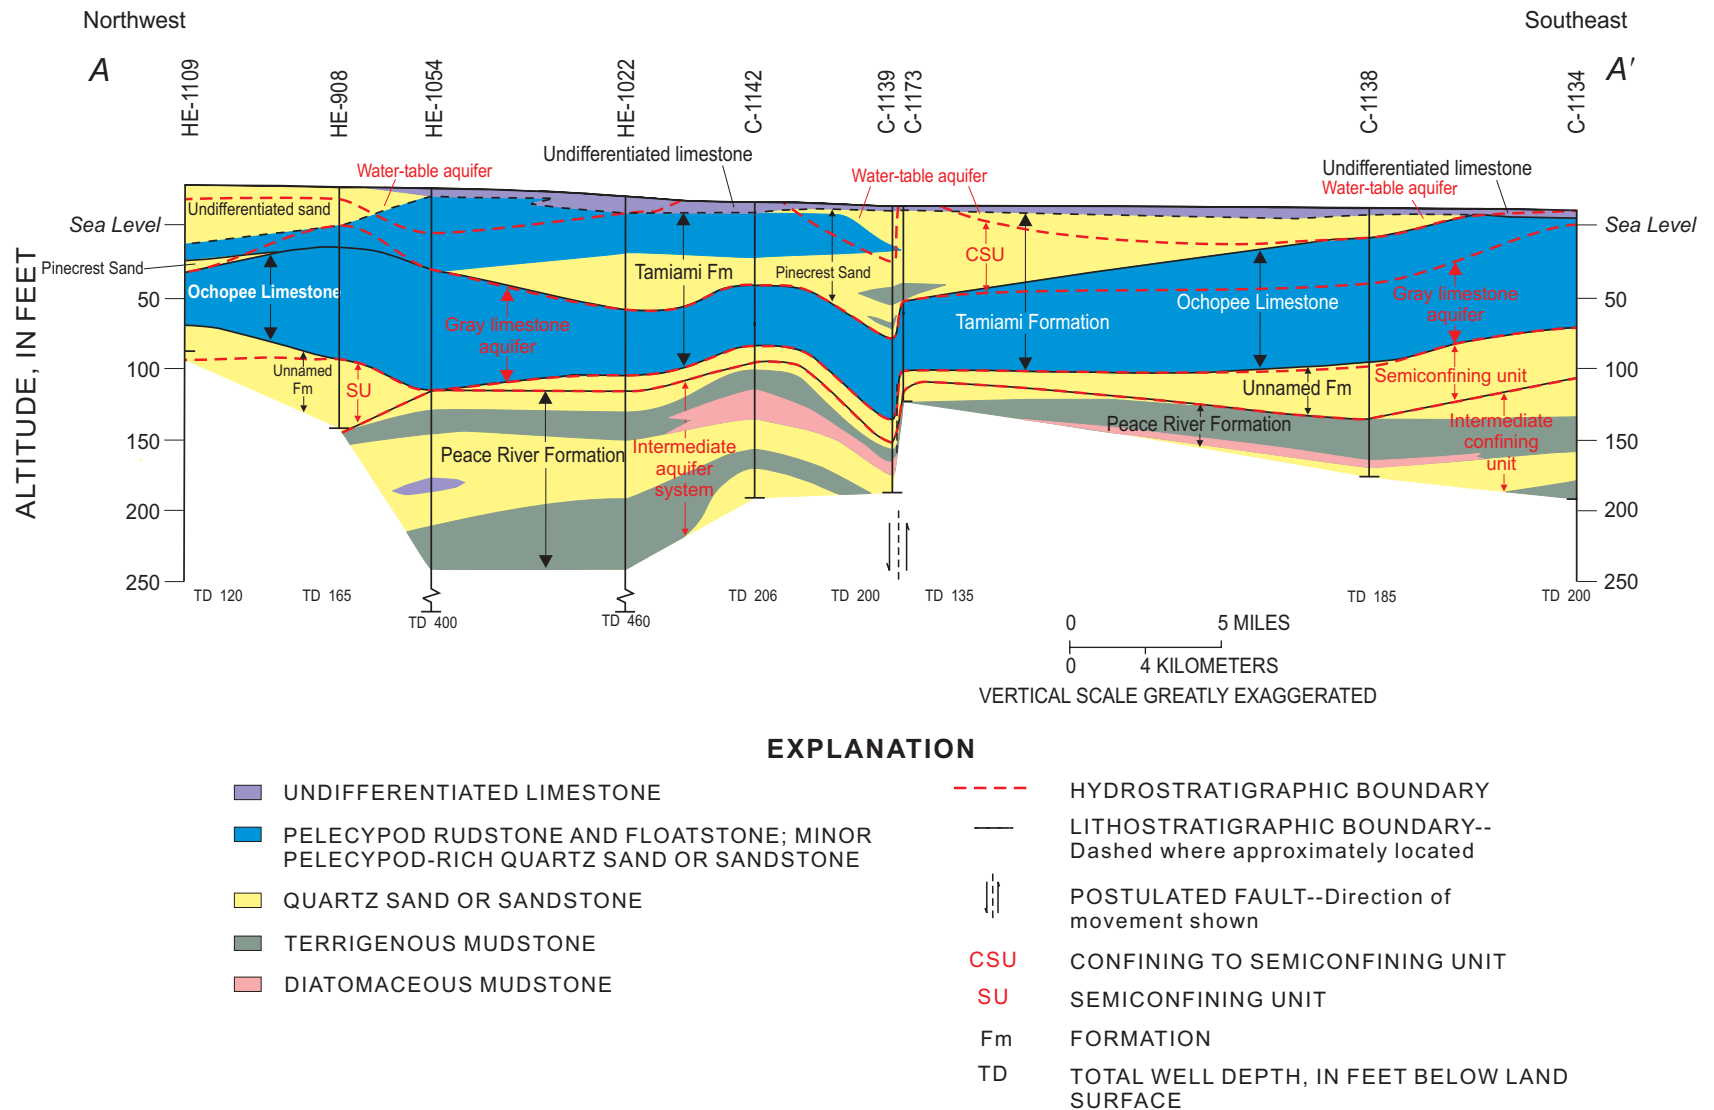 Northwest
Southeast
A
A′
HE-1109
HE-908
HE-1054
HE-1022
C-1142
C-1139
C-1173
C-1138
C-1134
Undifferentiated limestone
Water-table aquifer
Water-table aquifer
Undifferentiated limestone
Water-table aquifer
Undifferentiated sand
Sea Level
Sea Level
CSU
Pinecrest Sand
Tamiami Fm
Pinecrest Sand
Ochopee Limestone
Ochopee Limestone
Gray limestone
aquifer
50
50
Gray limestone
aquifer
Tamiami Formation
ALTITUDE, IN FEET
100
100
Unnamed
Fm
SU
Unnamed Fm
Semiconfining unit
Peace River Formation
Intermediate
confining
unit
150
150
Peace River Formation
Intermediate
aquifer
system
200
200
250
250
TD 120
TD 165
TD 400
TD 460
TD 206
TD 200
TD 135
TD 185
TD 200
0
5 MILES
0
4 KILOMETERS
VERTICAL SCALE GREATLY EXAGGERATED
EXPLANATION
UNDIFFERENTIATED LIMESTONE
PELECYPOD RUDSTONE AND FLOATSTONE; MINOR
PELECYPOD-RICH QUARTZ SAND OR SANDSTONE
QUARTZ SAND OR SANDSTONE
TERRIGENOUS MUDSTONE
DIATOMACEOUS MUDSTONE
HYDROSTRATIGRAPHIC BOUNDARY
LITHOSTRATIGRAPHIC BOUNDARY--
Dashed where approximately located
POSTULATED FAULT--Direction of
movement shown
CSU
CONFINING TO SEMICONFINING UNIT
SU
SEMICONFINING UNIT
Fm
FORMATION
TD
TOTAL WELL DEPTH, IN FEET BELOW LAND
SURFACE